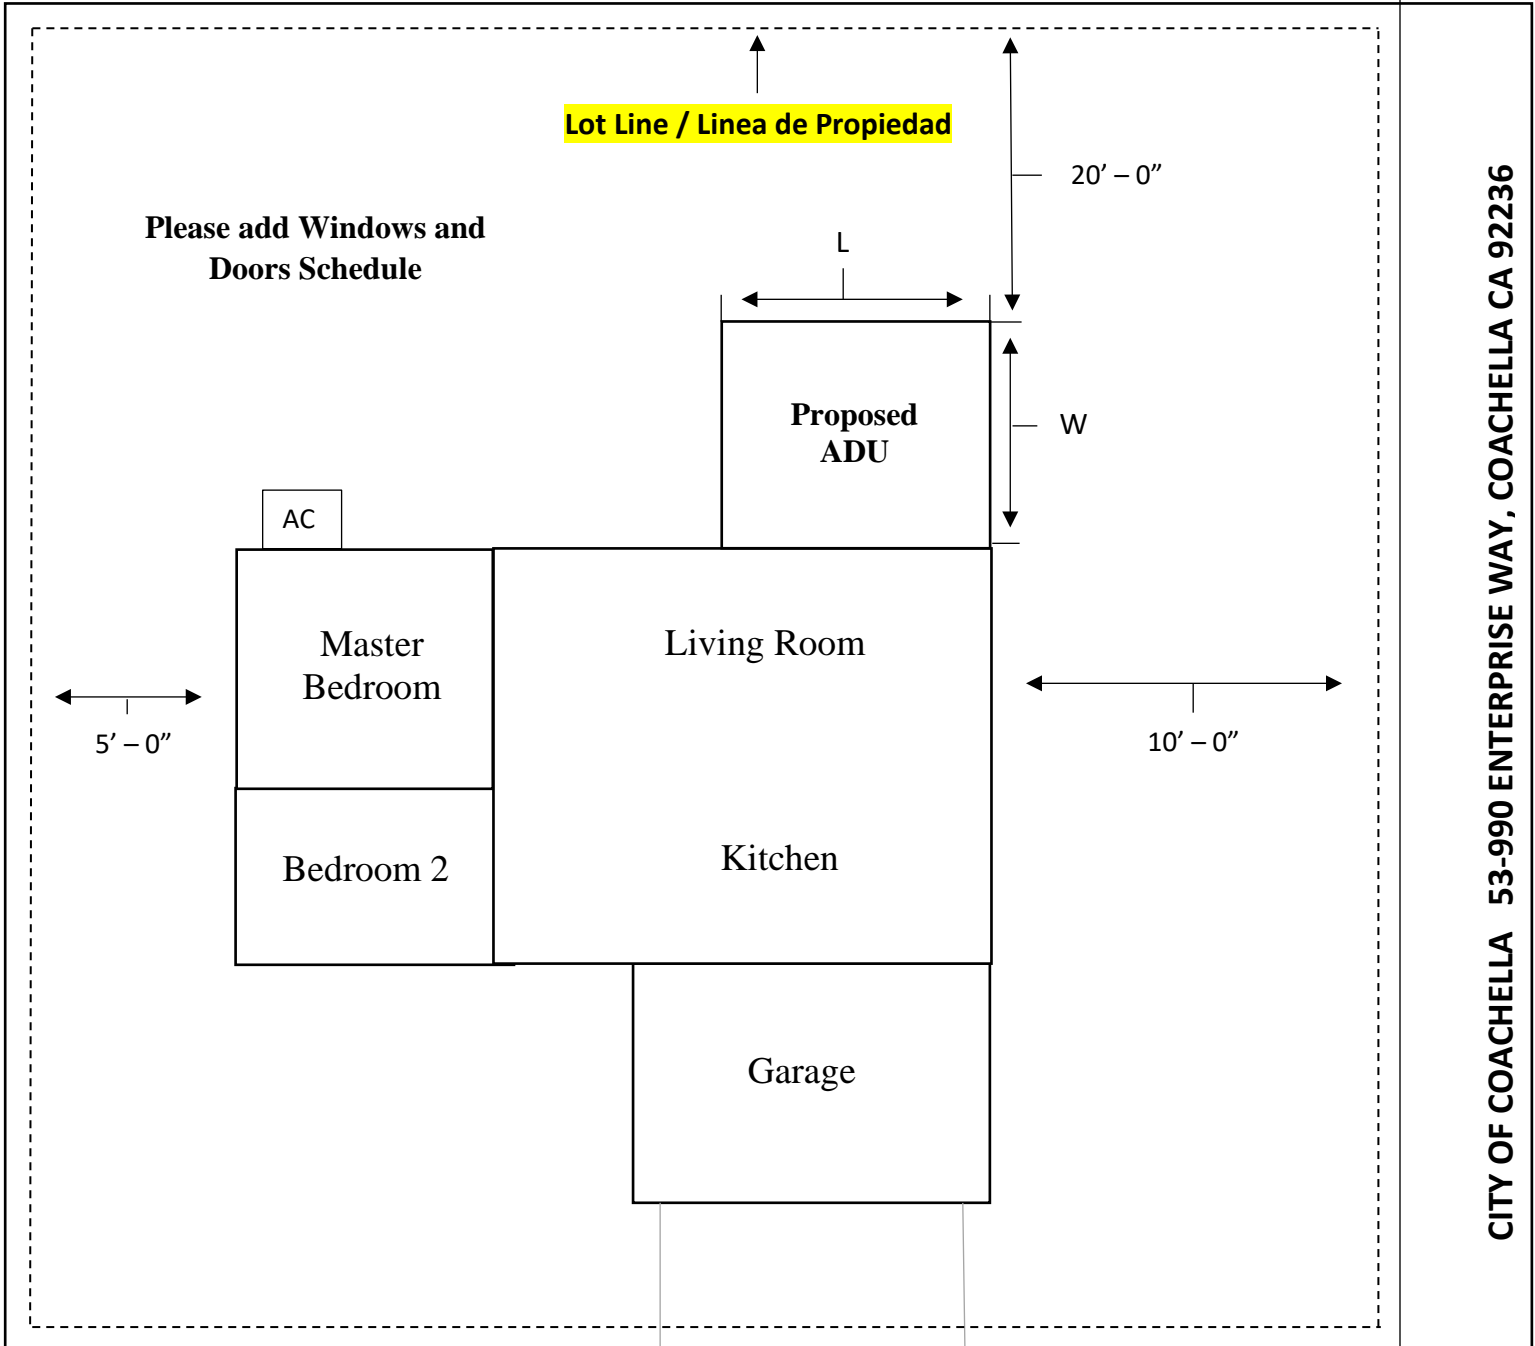 Lot Line / Linea de Propiedad
20’ – 0”
Please add Windows and
Doors Schedule
L
Proposed
ADU
W
AC
Master
Bedroom
Living Room
5’ – 0”
10’ – 0”
Bedroom 2
Kitchen
Garage
CITY OF COACHELLA 53-990 ENTERPRISE WAY, COACHELLA CA 92236